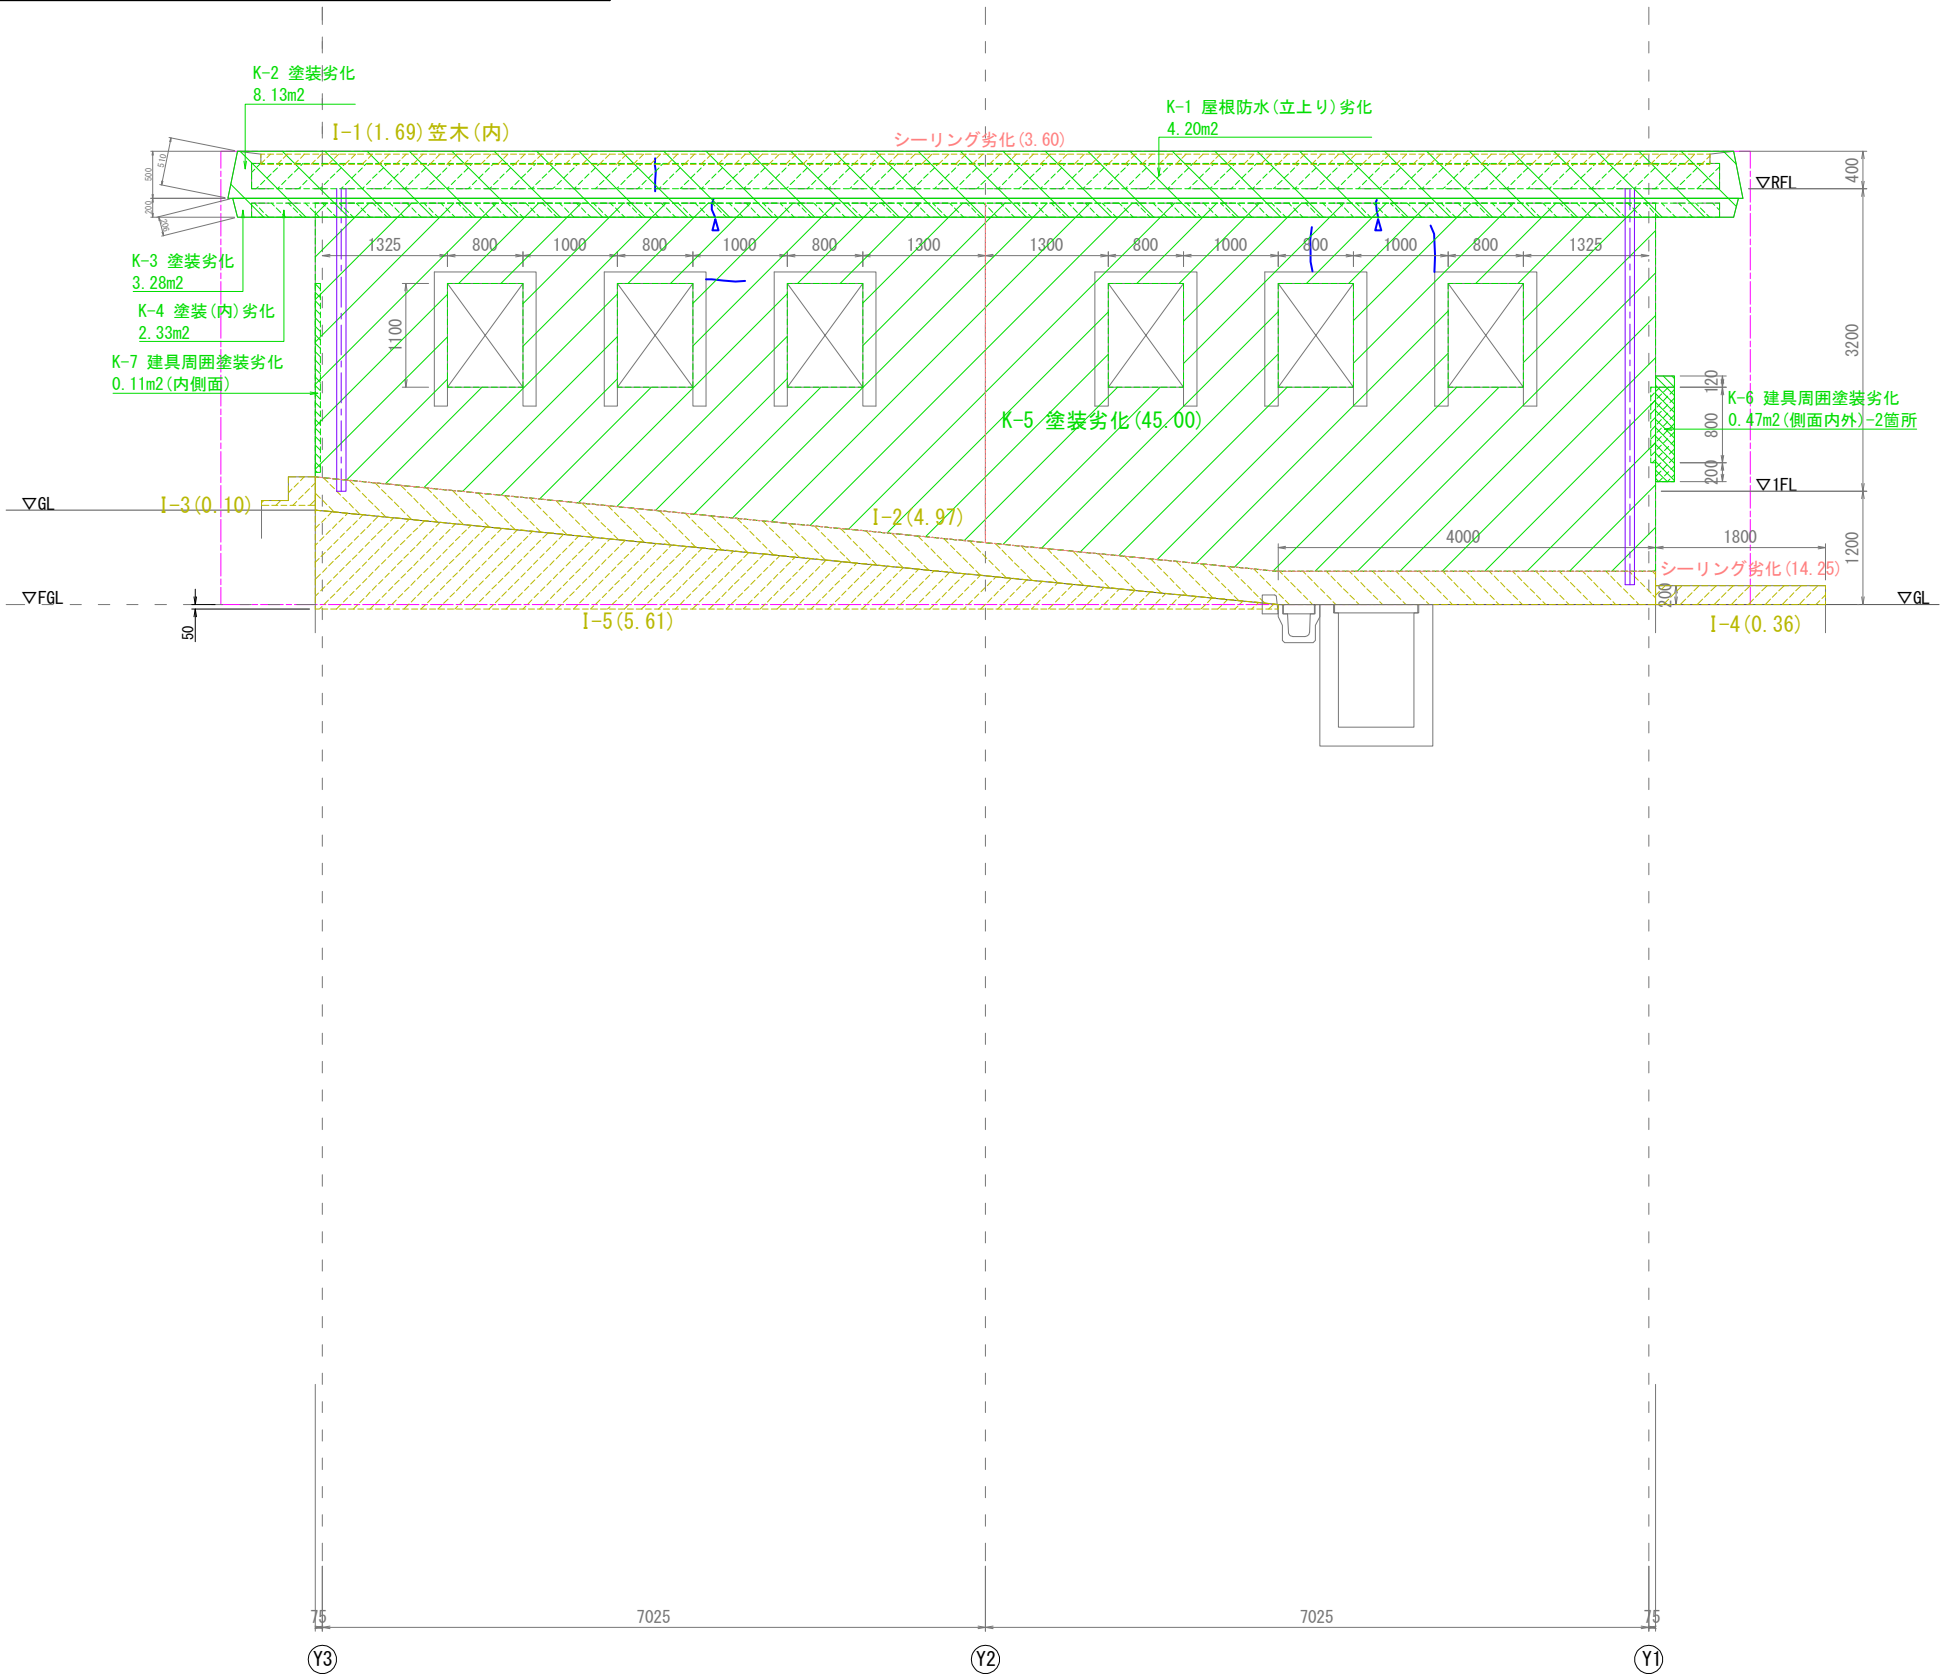 K-2 塗装劣化
8.13m2
I-1(1.69)笠木(内)
シーリング劣化(3.60)
K-1 屋根防水(立上り)劣化
4.20m2
510
500
200
400
▽RFL
K-3 塗装劣化
3.28m2
K-4 塗装(内)劣化
2.33m2
K-7 建具周囲塗装劣化
0.11m2(内側面)
1325
800
1000
800
1000
800
1300
1300
800
1000
800
1000
800
1325
1100
3200
120
800
200
K-6 建具周囲塗装劣化
0.47m2(側面内外)-2箇所
K-5 塗装劣化(45.00)
▽1FL
▽GL
I-3(0.10)
I-2(4.97)
4000
1800
1200
シーリング劣化(14.25)
200
▽FGL
▽GL
50
I-5(5.61)
I-4(0.36)
75
7025
7025
75
Y3
Y2
Y1